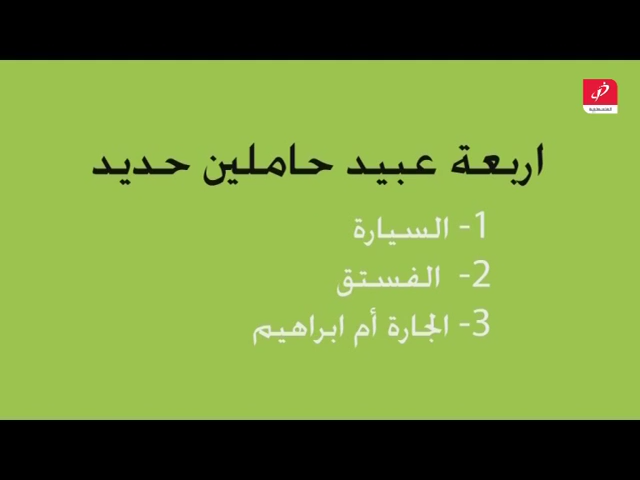 اربعة عبيد حاملين حديد
1- السيارة
2- الفستق
3- الجارة أم ابراهيم